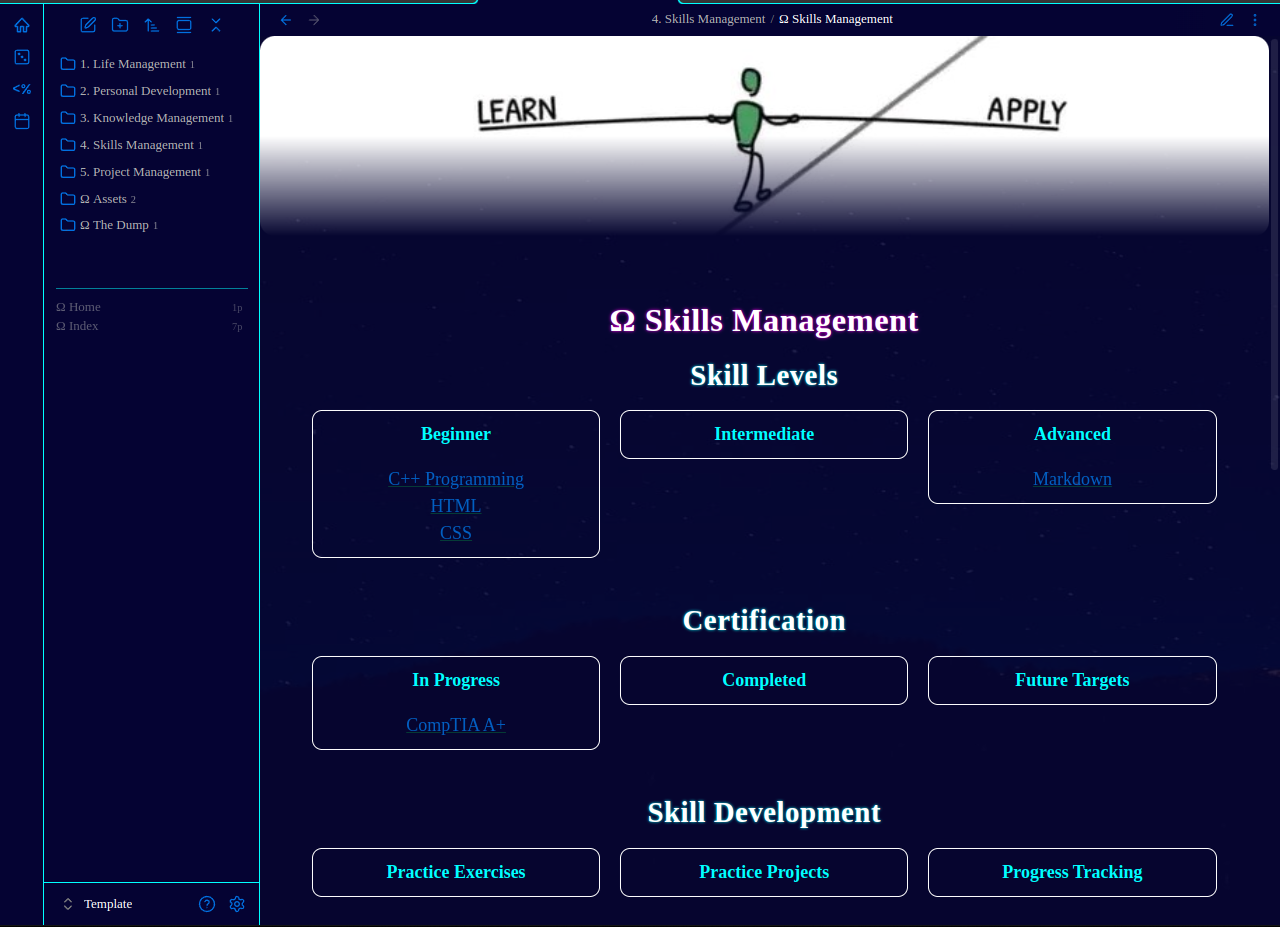 4. Skills Management / Ω Skills Management
<%
1. Life Management 1
2. Personal Development 1
3. Knowledge Management 1
4. Skills Management 1
5. Project Management 1
Ω Assets 2
Ω The Dump 1
Ω Home 1p
Ω Index 7p
Template
LEARN
APPLY
Ω Skills Management
Skill Levels
Beginner
C++ Programming
HTML
CSS
Intermediate
Advanced
Markdown
Certification
In Progress
CompTIA A+
Completed
Future Targets
Skill Development
Practice Exercises
Practice Projects
Progress Tracking